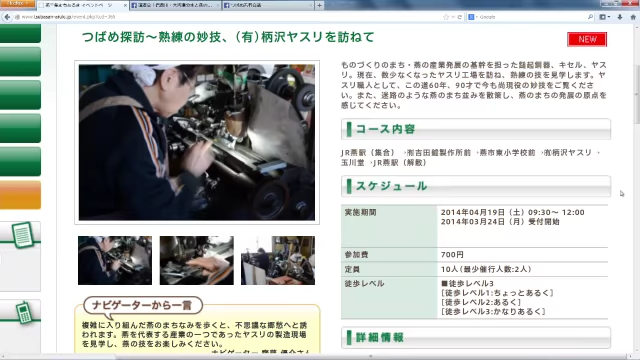 つばめ探訪～熟練の妙技、(有)柄沢ヤスリを訪ねて
NEW
ものづくりのまち・燕の産業発展の基幹を担った鎚起銅器、キセル、ヤス
リ。現在、数少なくなったヤスリ工場を訪ね、熟練の技を見学します。ヤ
スリ職人として、この道60年、90才で今も尚現役の妙技をご覧くださ
い。また、迷路のような燕のまち並みを散策し、燕のまちの発展の原点を
感じてください。
コース内容
JR燕駅（集合） →㈲吉田鎚製作所前 →燕市東小学校前 →㈲柄沢ヤスリ →
玉川堂 →JR燕駅（解散）
スケジュール
実施期間
2014年04月19日（土）09:30～ 12:00
2014年03月24日（月）受付開始
参加費
700円
定員
10人(最少催行人数:2人)
徒歩レベル
■徒歩レベル3
[徒歩レベル1:ちょっとあるく]
[徒歩レベル2:あるく]
[徒歩レベル3:かなりあるく]
詳細情報
ナビゲーターから一言
複雑に入り組んだ燕のまちなみを歩くと、不思議な郷愁へと誘
われます。燕を代表する産業の一つであったヤスリの製造現場
を見学し、燕の技をお楽しみください。